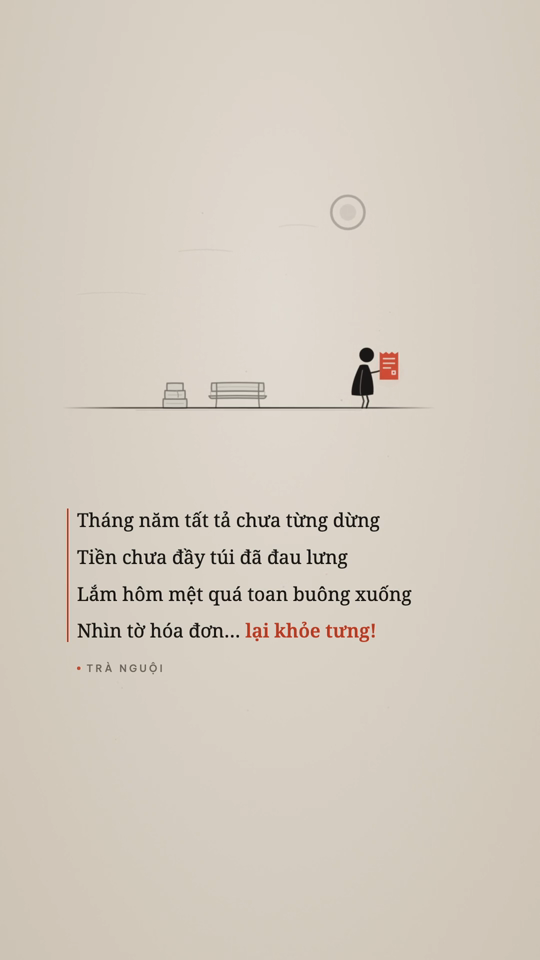 Tháng năm tất tả chưa từng dừng
Tiền chưa đầy túi đã đau lưng
Lắm hôm mệt quá toan buông xuống
Nhìn tờ hóa đơn... lại khỏe tưng!
• TRÀ NGUỘI